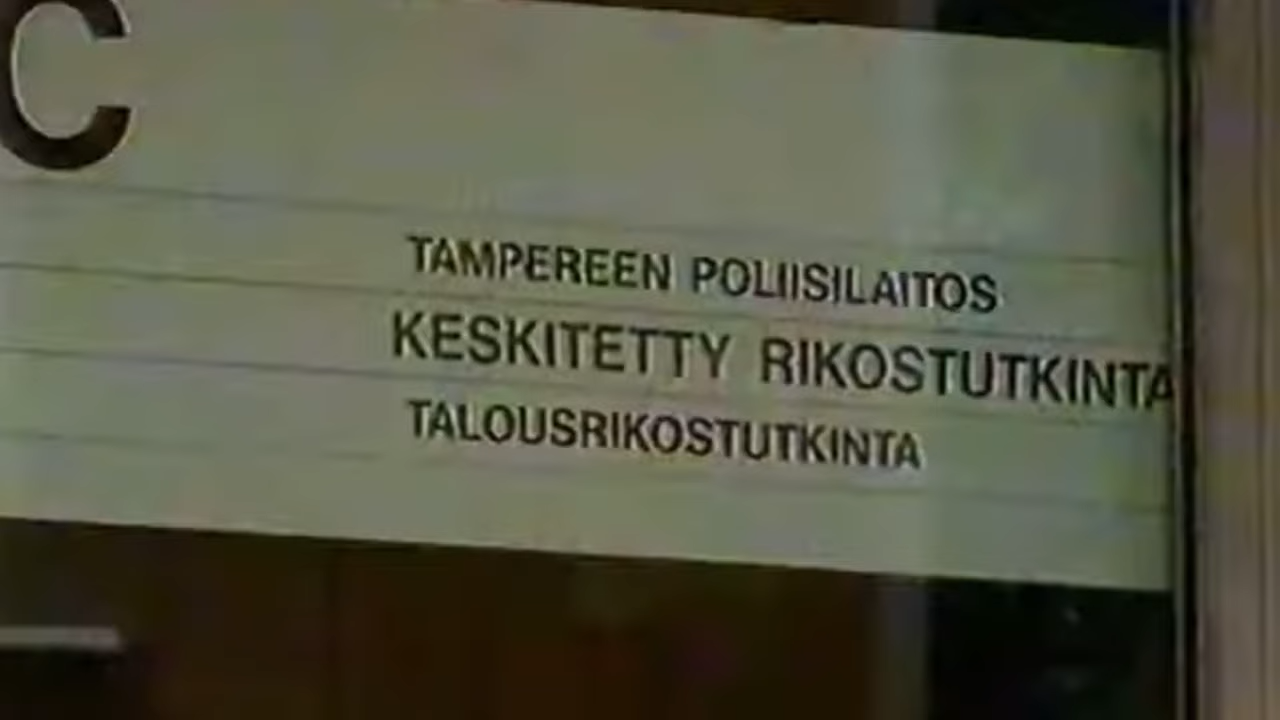 C
TAMPEREEN POLIISILAITOS
KESKITETTY RIKOSTUTKINTA
TALOUSRIKOSTUTKINTA